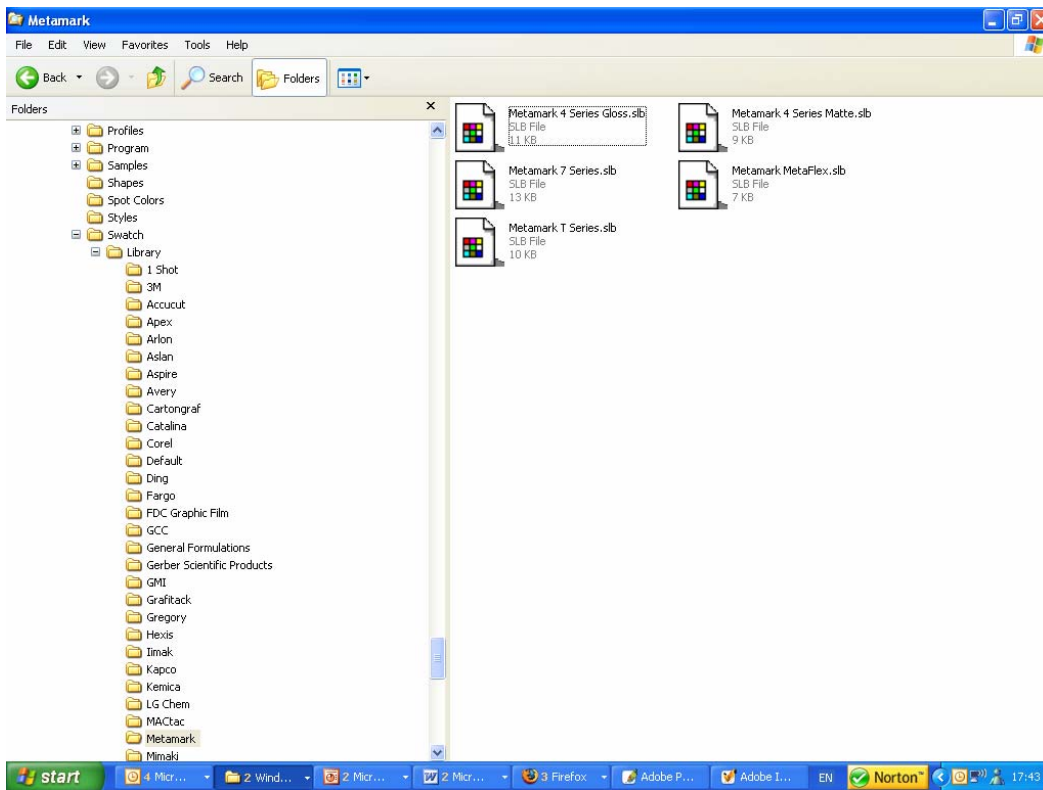 Metamark
File Edit View Favorites Tools Help
Back Search Folders
Folders
Profiles
Program
Samples
Shapes
Spot Colors
Styles
Swatch
Library
1 Shot
3M
Accucut
Apex
Arlon
Aslan
Aspire
Avery
Cartongraf
Catalina
Corel
Default
Ding
Fargo
FDC Graphic Film
GCC
General Formulations
Gerber Scientific Products
GMI
Grafitack
Gregory
Hexis
Iimak
Kapco
Kemica
LG Chem
MACtac
Metamark
Mimaki
Metamark 4 Series Gloss.slb
SLB File
11 KB
Metamark 4 Series Matte.slb
SLB File
9 KB
Metamark 7 Series.slb
SLB File
13 KB
Metamark MetaFlex.slb
SLB File
7 KB
Metamark T Series.slb
SLB File
10 KB
start 4 Micr... 2 Wind... 2 Micr... 2 Micr... 3 Firefox Adobe P... Adobe I... EN Norton™ 17:43